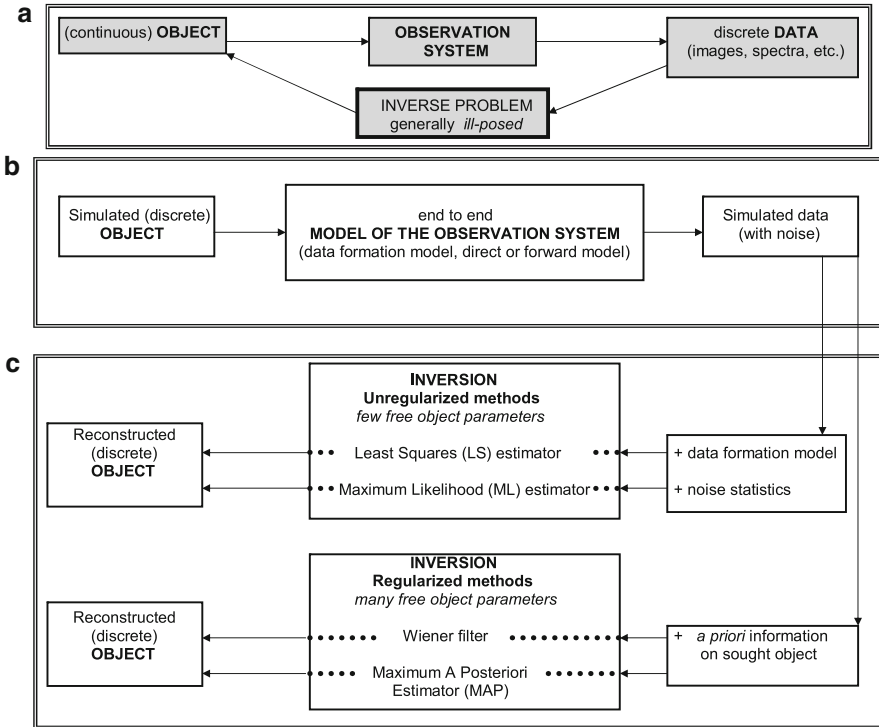 a
(continuous) OBJECT
OBSERVATION
SYSTEM
discrete DATA
(images, spectra, etc.)
INVERSE PROBLEM
generally ill-posed
b
Simulated (discrete)
OBJECT
end to end
MODEL OF THE OBSERVATION SYSTEM
(data formation model, direct or forward model)
Simulated data
(with noise)
c
INVERSION
Unregularized methods
few free object parameters
Least Squares (LS) estimator
Maximum Likelihood (ML) estimator
Reconstructed
(discrete)
OBJECT
+ data formation model
+ noise statistics
INVERSION
Regularized methods
many free object parameters
Wiener filter
Maximum A Posteriori
Estimator (MAP)
Reconstructed
(discrete)
OBJECT
+ a priori information
on sought object